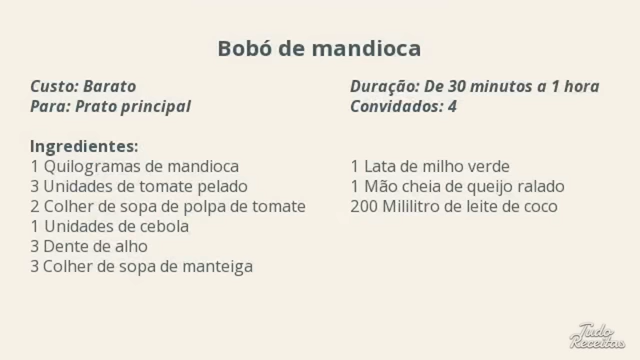 Bobó de mandioca
Custo: Barato
Para: Prato principal
Duração: De 30 minutos a 1 hora
Convidados: 4
Ingredientes:
1 Quilogramas de mandioca
3 Unidades de tomate pelado
2 Colher de sopa de polpa de tomate
1 Unidades de cebola
3 Dente de alho
3 Colher de sopa de manteiga
1 Lata de milho verde
1 Mão cheia de queijo ralado
200 Mililitro de leite de coco
Tudo
Receitas